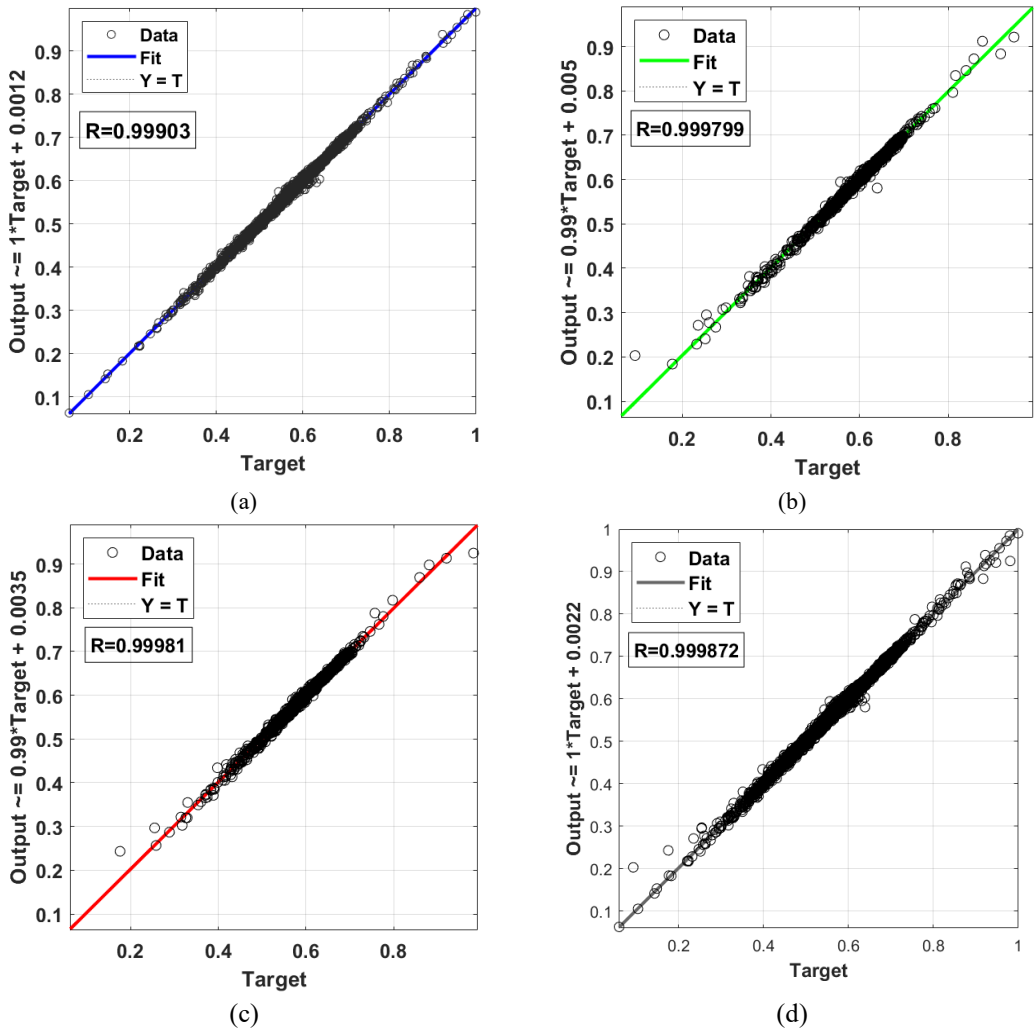 Output ~= 1*Target + 0.0012
Data
Fit
Y = T
R=0.99903
0.9
0.8
0.7
0.6
0.5
0.4
0.3
0.2
0.1
0.2
0.4
0.6
0.8
1
Target
(a)
Output ~= 0.99*Target + 0.005
Data
Fit
Y = T
R=0.999799
0.9
0.8
0.7
0.6
0.5
0.4
0.3
0.2
0.1
0.2
0.4
0.6
0.8
Target
(b)
Output ~= 0.99*Target + 0.0035
Data
Fit
Y = T
R=0.99981
0.9
0.8
0.7
0.6
0.5
0.4
0.3
0.2
0.1
0.2
0.4
0.6
0.8
Target
(c)
Output ~= 1*Target + 0.0022
Data
Fit
Y = T
R=0.999872
1
0.9
0.8
0.7
0.6
0.5
0.4
0.3
0.2
0.1
0.2
0.4
0.6
0.8
1
Target
(d)